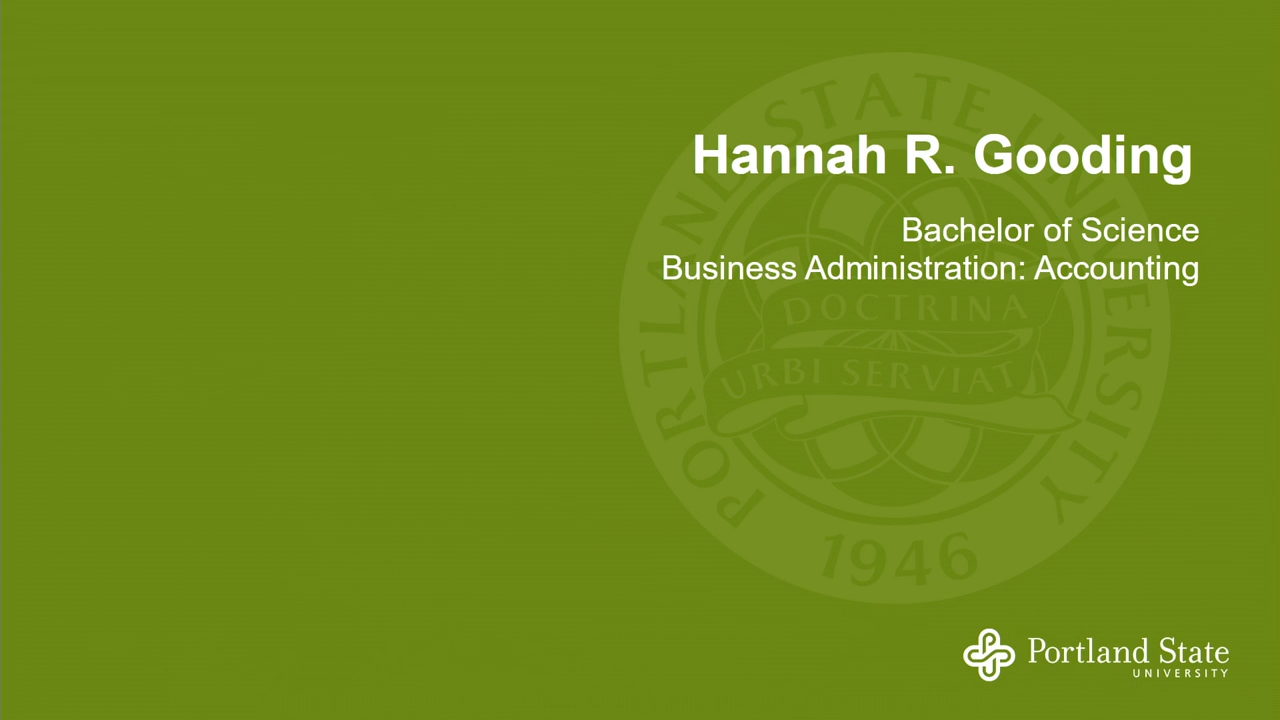 Hannah R. Gooding
Bachelor of Science
Business Administration: Accounting
PORTLAND STATE UNIVERSITY
DOCTRINA
URBI SERVIAT
1946
Portland State
UNIVERSITY